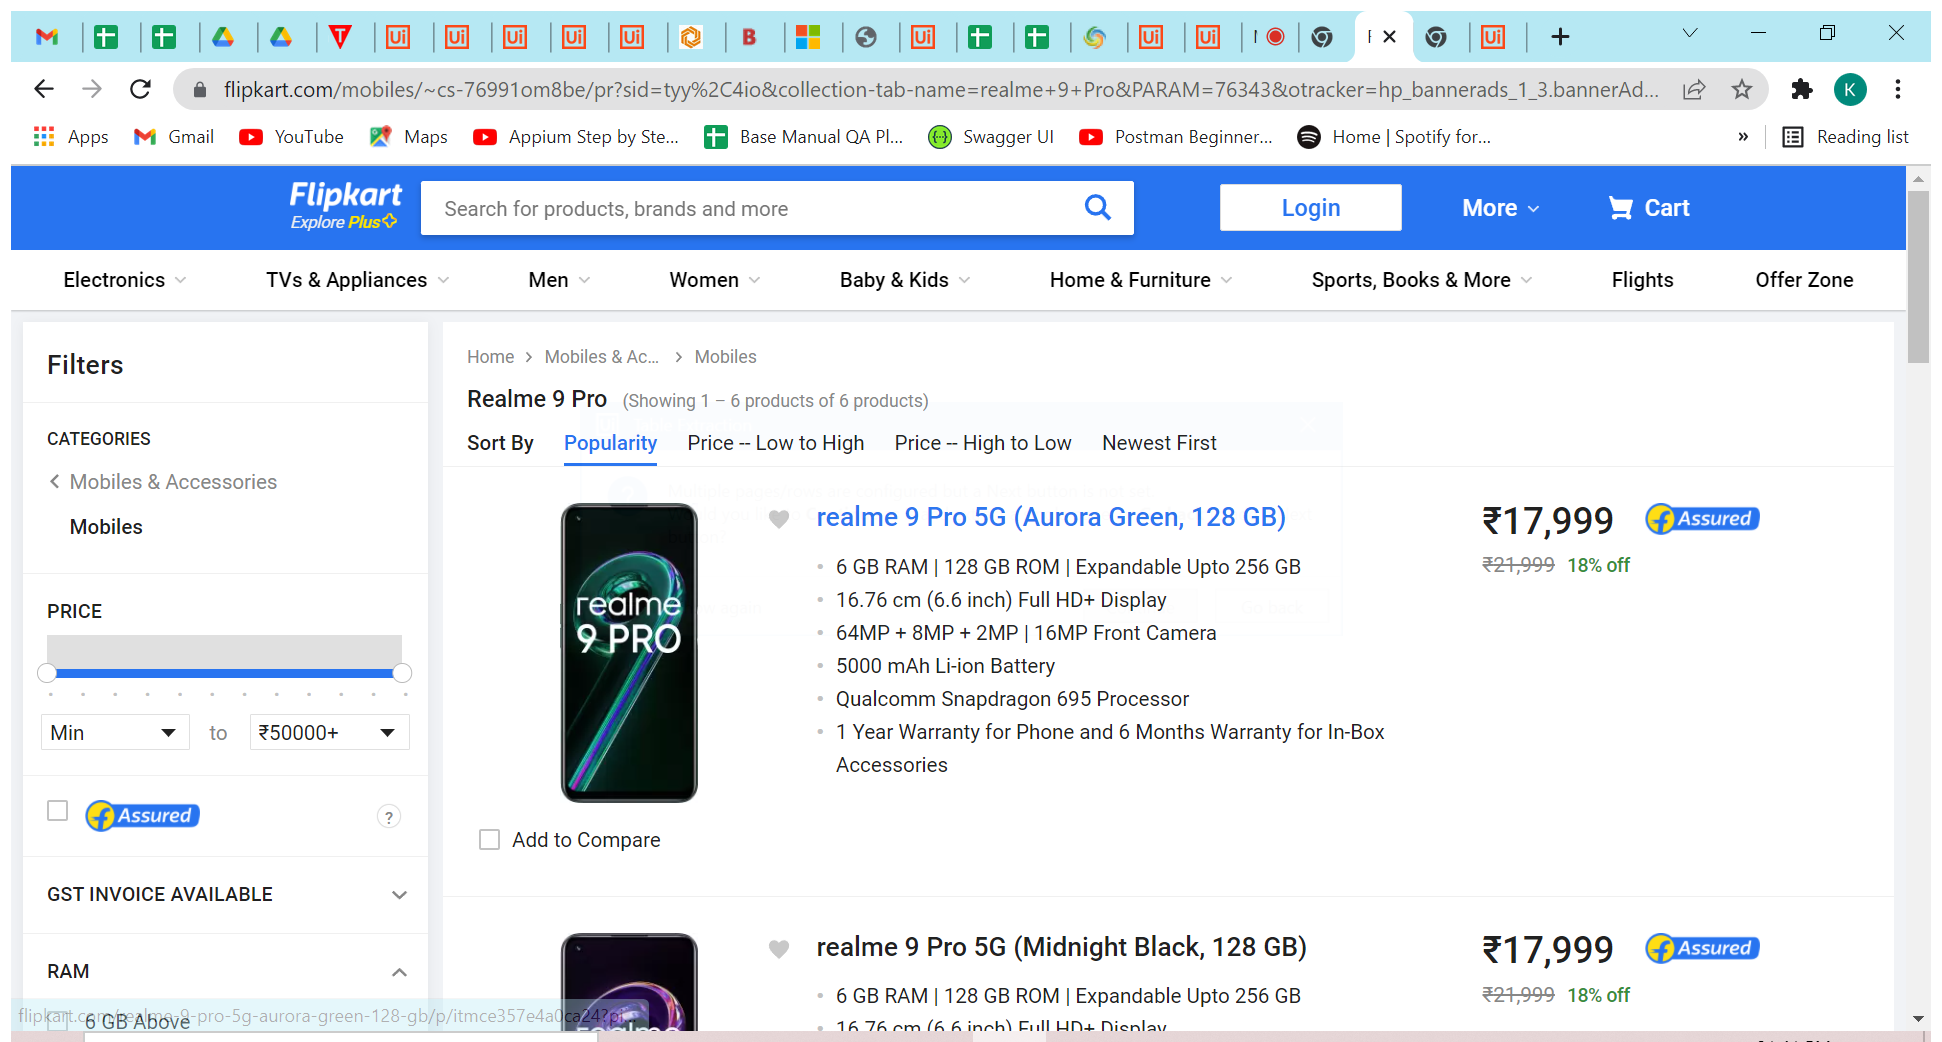 flipkart.com/mobiles/~cs-76991om8be/pr?sid=tyy%2C4io&collection-tab-name=realme+9+Pro&PARAM=76343&otracker=hp_bannerads_1_3.bannerAd...
K
Apps Gmail YouTube Maps Appium Step by Ste... Base Manual QA Pl... Swagger UI Postman Beginner... Home | Spotify for... » Reading list
Flipkart
Explore Plus
Search for products, brands and more
Login
More
Cart
Electronics TVs & Appliances Men Women Baby & Kids Home & Furniture Sports, Books & More Flights Offer Zone
Filters
CATEGORIES
Mobiles & Accessories
Mobiles
PRICE
Min to ₹50000+
Assured
?
GST INVOICE AVAILABLE
RAM
6 GB Above
Home > Mobiles & Ac... > Mobiles
Realme 9 Pro (Showing 1 – 6 products of 6 products)
Sort By Popularity Price -- Low to High Price -- High to Low Newest First
realme
9 PRO
Add to Compare
realme 9 Pro 5G (Aurora Green, 128 GB)
6 GB RAM | 128 GB ROM | Expandable Upto 256 GB
16.76 cm (6.6 inch) Full HD+ Display
64MP + 8MP + 2MP | 16MP Front Camera
5000 mAh Li-ion Battery
Qualcomm Snapdragon 695 Processor
1 Year Warranty for Phone and 6 Months Warranty for In-Box
Accessories
₹17,999 Assured
₹21,999 18% off
realme 9 Pro 5G (Midnight Black, 128 GB)
6 GB RAM | 128 GB ROM | Expandable Upto 256 GB
16.76 cm (6.6 inch) Full HD+ Display
₹17,999 Assured
₹21,999 18% off
flipkart.com/realme-9-pro-5g-aurora-green-128-gb/p/itmce357e4a0ca24?pi...